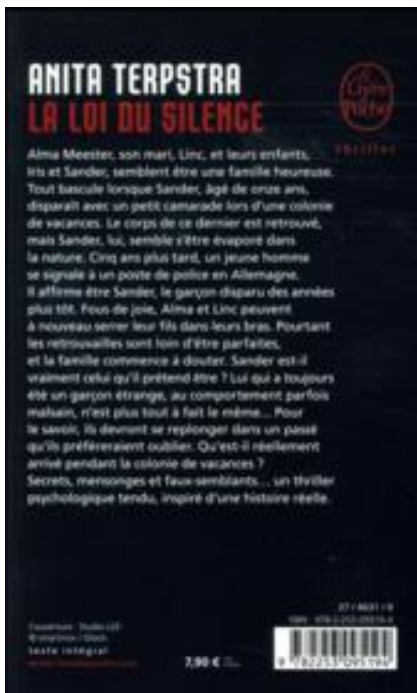 ANITA TERPSTRA
LA LOI DU SILENCE
Le
Livre
de
Poche
thriller
Alma Meester, son mari, Linc, et leurs enfants,
Iris et Sander, semblent être une famille heureuse.
Tout bascule lorsque Sander, âgé de onze ans,
disparaît avec un petit camarade lors d'une colonie
de vacances. Le corps de ce dernier est retrouvé,
mais Sander, lui, semble s'être évaporé dans
la nature. Cinq ans plus tard, un jeune homme
se signale à un poste de police en Allemagne.
Il affirme être Sander, le garçon disparu des années
plus tôt. Fous de joie, Alma et Linc peuvent
à nouveau serrer leur fils dans leurs bras. Pourtant
les retrouvailles sont loin d'être parfaites,
et la famille commence à douter. Sander est-il
vraiment celui qu'il prétend être ? Lui qui a toujours
été un garçon étrange, au comportement parfois
malsain, n'est plus tout à fait le même... Pour
le savoir, ils devront se replonger dans un passé
qu'ils préféreraient oublier. Qu'est-il réellement
arrivé pendant la colonie de vacances ?
Secrets, mensonges et faux-semblants... un thriller
psychologique tendu, inspiré d'une histoire réelle.
Couverture : Studio LGF
texte intégral
7,90 €